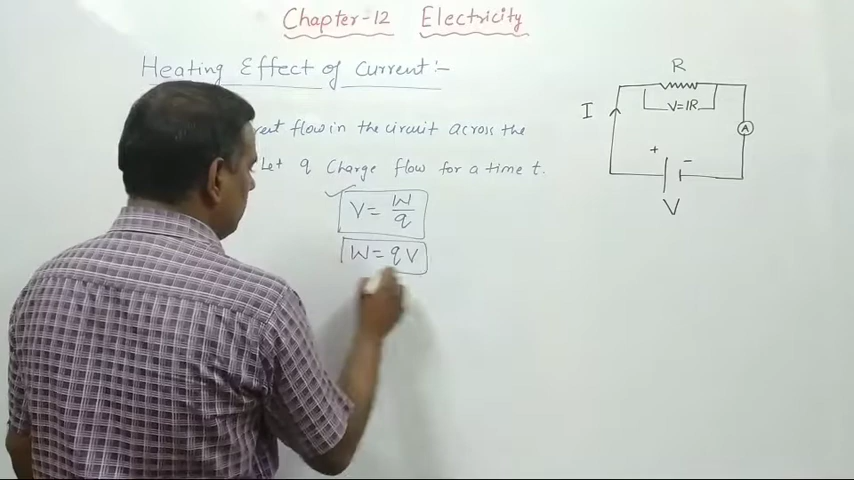 Chapter-12 Electricity
Heating Effect of Current:-
flow in the circuit across the
Let q charge flow for a time t.
V = W/q
W = qV
R
V=IR
I
A
+ -
V